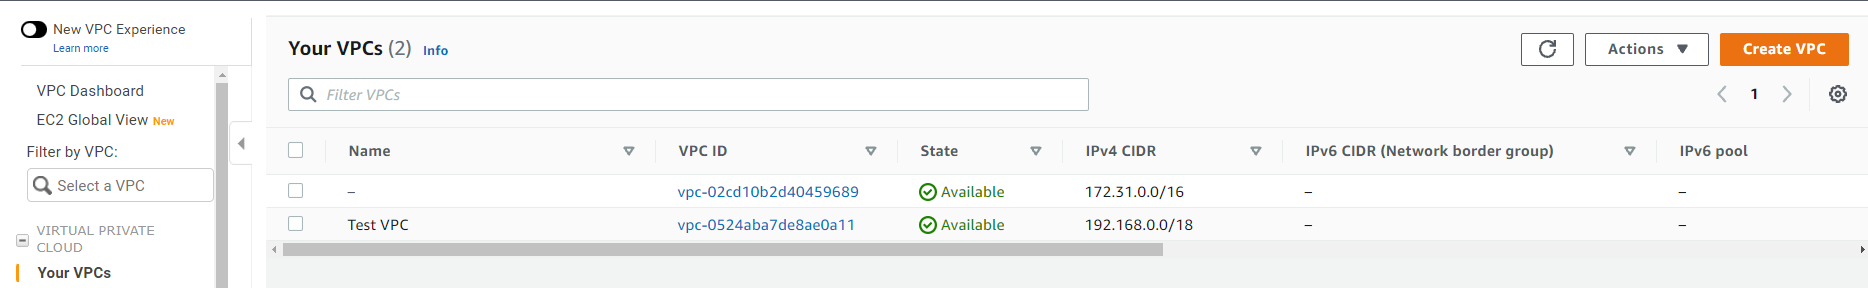 New VPC Experience
Learn more
VPC Dashboard
EC2 Global View New
Filter by VPC:
Select a VPC
VIRTUAL PRIVATE
CLOUD
Your VPCs
Your VPCs (2) Info
Actions
Create VPC
Filter VPCs
1
Name VPC ID State IPv4 CIDR IPv6 CIDR (Network border group) IPv6 pool
– vpc-02cd10b2d40459689 Available 172.31.0.0/16 – –
Test VPC vpc-0524aba7de8ae0a11 Available 192.168.0.0/18 – –